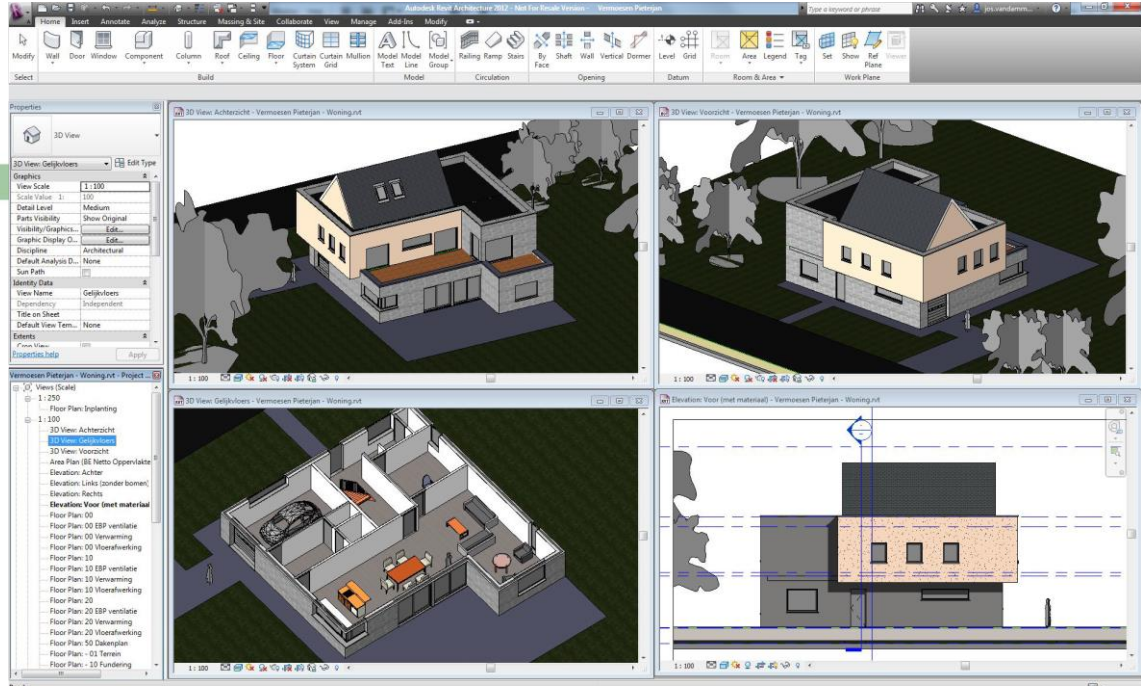 Autodesk Revit Architecture 2012 - Not For Resale Version - Vermoesen Pieterjan
Type a keyword or phrase
jos.vandamm...
Home Insert Annotate Analyze Structure Massing & Site Collaborate View Manage Add-Ins Modify
Modify Wall Door Window Component Column Roof Ceiling Floor Curtain System Curtain Grid Mullion Model Text Model Line Model Group Railing Ramp Stairs By Face Shaft Wall Vertical Dormer Level Grid Room Area Legend Tag Set Show Ref Plane Viewer
Select Build Model Circulation Opening Datum Room & Area Work Plane
Properties
3D View
3D View: Gelijkvloers Edit Type
Graphics
View Scale 1 : 100
Scale Value 1: 100
Detail Level Medium
Parts Visibility Show Original
Visibility/Graphics... Edit...
Graphic Display O... Edit...
Discipline Architectural
Default Analysis D... None
Sun Path
Identity Data
View Name Gelijkvloers
Dependency Independent
Title on Sheet
Default View Tem... None
Extents
Crop View
Properties help Apply
Vermoesen Pieterjan - Woning.rvt - Project ...
Views (Scale)
1 : 250
Floor Plan: Inplanting
1 : 100
3D View: Achterzicht
3D View: Gelijkvloers
3D View: Voorzicht
Area Plan (BE Netto Oppervlakte
Elevation: Achter
Elevation: Links (zonder bomen)
Elevation: Rechts
Elevation: Voor (met materiaal
Floor Plan: 00
Floor Plan: 00 EBP ventilatie
Floor Plan: 00 Verwarming
Floor Plan: 00 Vloerafwerking
Floor Plan: 10
Floor Plan: 10 EBP ventilatie
Floor Plan: 10 Verwarming
Floor Plan: 10 Vloerafwerking
Floor Plan: 20
Floor Plan: 20 EBP ventilatie
Floor Plan: 20 Verwarming
Floor Plan: 20 Vloerafwerking
Floor Plan: 50 Dakenplan
Floor Plan: - 01 Terrein
Floor Plan: - 10 Fundering
3D View: Achterzicht - Vermoesen Pieterjan - Woning.rvt
1 : 100
3D View: Voorzicht - Vermoesen Pieterjan - Woning.rvt
1 : 100
3D View: Gelijkvloers - Vermoesen Pieterjan - Woning.rvt
1 : 100
Elevation: Voor (met materiaal) - Vermoesen Pieterjan - Woning.rvt
1 : 100